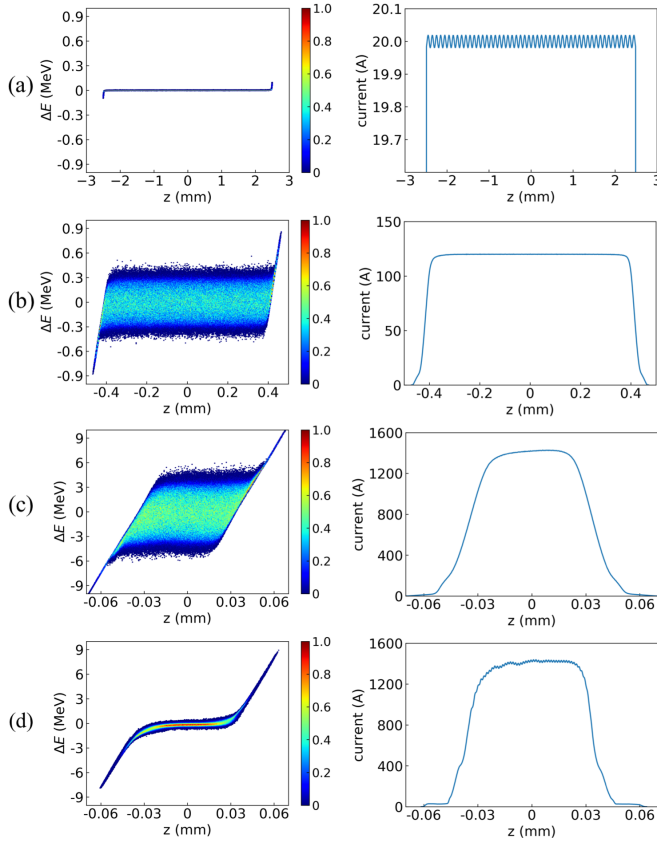 (a)
0.9
0.6
0.3
0
-0.3
-0.6
-0.9
ΔE (MeV)
−3 −2 −1 0 1 2 3
z (mm)
1.0
0.8
0.6
0.4
0.2
0
20.1
20.0
19.9
19.8
19.7
current (A)
−3 −2 −1 0 1 2 3
z (mm)
(b)
0.9
0.6
0.3
0
-0.3
-0.6
-0.9
ΔE (MeV)
-0.4 -0.2 0 0.2 0.4
z (mm)
1.0
0.8
0.6
0.4
0.2
0
150
100
50
0
current (A)
-0.4 -0.2 0 0.2 0.4
z (mm)
(c)
9
6
3
0
-3
-6
-9
ΔE (MeV)
-0.06 -0.03 0 0.03 0.06
z (mm)
1.0
0.8
0.6
0.4
0.2
0
1600
1200
800
400
0
current (A)
-0.06 -0.03 0 0.03 0.06
z (mm)
(d)
9
6
3
0
-3
-6
-9
ΔE (MeV)
-0.06 -0.03 0 0.03 0.06
z (mm)
1.0
0.8
0.6
0.4
0.2
0
1600
1200
800
400
0
current (A)
-0.06 -0.03 0 0.03 0.06
z (mm)